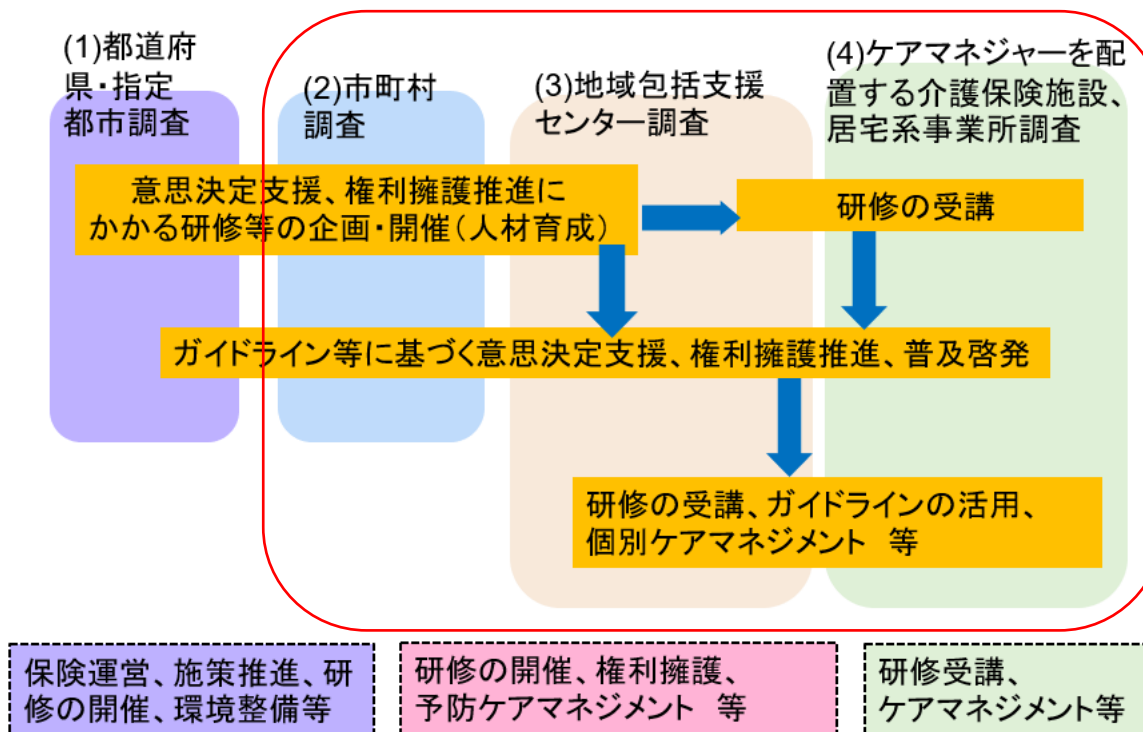 (1)都道府
県・指定
都市調査
(2)市町村
調査
(3)地域包括支援
センター調査
(4)ケアマネジャーを配
置する介護保険施設、
居宅系事業所調査
意思決定支援、権利擁護推進に
かかる研修等の企画・開催(人材育成)
研修の受講
ガイドライン等に基づく意思決定支援、権利擁護推進、普及啓発
研修の受講、ガイドラインの活用、
個別ケアマネジメント 等
保険運営、施策推進、研
修の開催、環境整備等
研修の開催、権利擁護、
予防ケアマネジメント 等
研修受講、
ケアマネジメント等